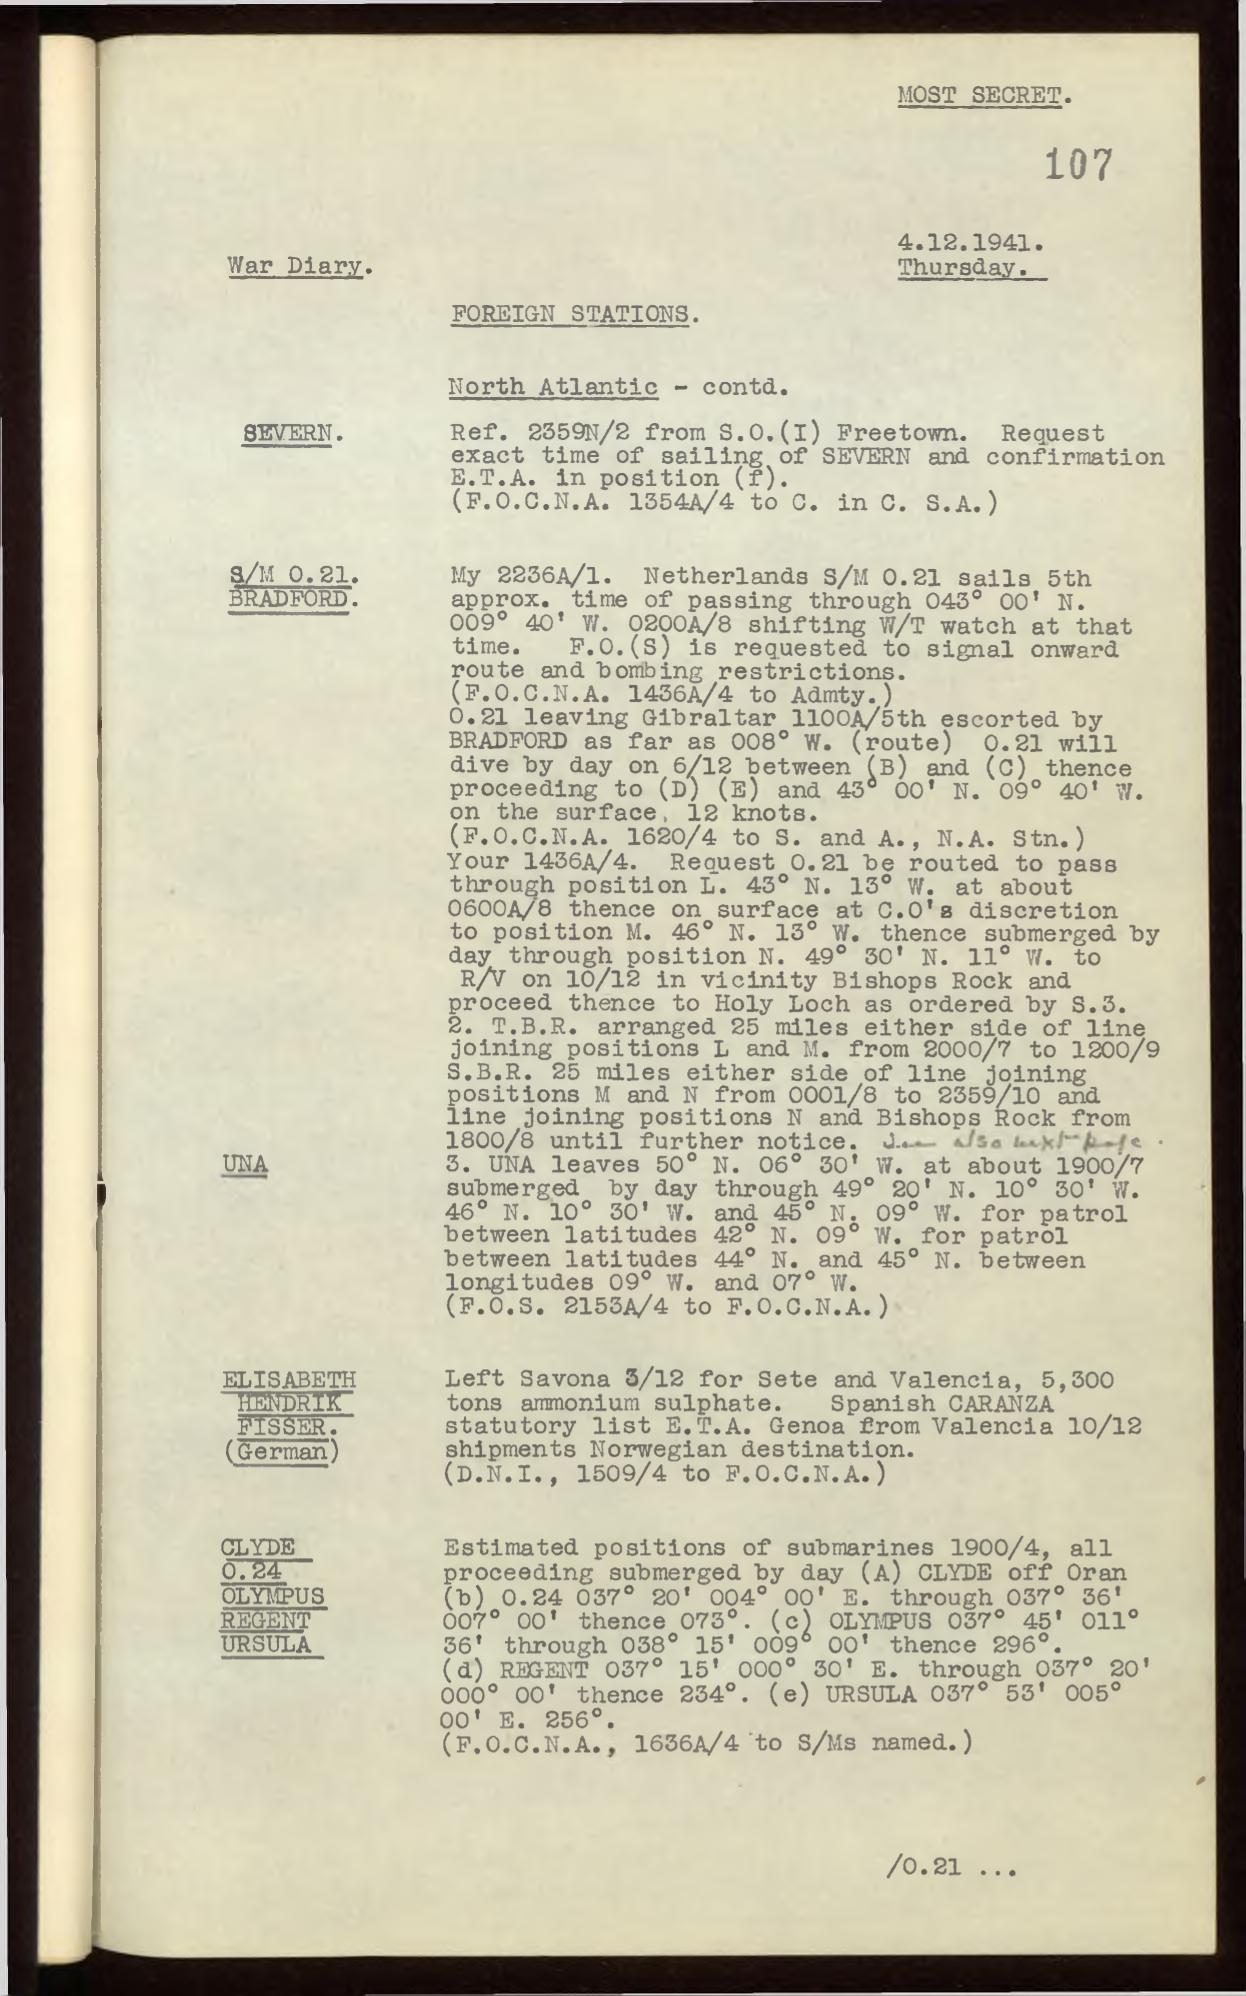 MOST SECRET.
107
4.12.1941.
War Diary.
Thursday.
FOREIGN STATIONS.
North Atlantic - contd.
SEVERN. Ref. 2359N/2 from S.O.(I) Freetown. Request
exact time of sailing of SEVERN and confirmation
E.T.A. in position (f).
(F.O.C.N.A. 1354A/4 to C. in C. S.A.)
S/M 0.21. My 2236A/1. Netherlands S/M 0.21 sails 5th
BRADFORD. approx. time of passing through 043° 00' N.
009° 40' W. 0200A/8 shifting W/T watch at that
time. F.O.(S) is requested to signal onward
route and bombing restrictions.
(F.O.C.N.A. 1436A/4 to Admty.)
0.21 leaving Gibraltar 1100A/5th escorted by
BRADFORD as far as 008° W. (route) 0.21 will
dive by day on 6/12 between (B) and (C) thence
proceeding to (D) (E) and 43° 00' N. 09° 40' W.
on the surface, 12 knots.
(F.O.C.N.A. 1620/4 to S. and A., N.A. Stn.)
Your 1436A/4. Request 0.21 be routed to pass
through position L. 43° N. 13° W. at about
0600A/8 thence on surface at C.O's discretion
to position M. 46° N. 13° W. thence submerged by
day through position N. 49° 30' N. 11° W. to
R/V on 10/12 in vicinity Bishops Rock and
proceed thence to Holy Loch as ordered by S.3.
2. T.B.R. arranged 25 miles either side of line
joining positions L and M. from 2000/7 to 1200/9
S.B.R. 25 miles either side of line joining
positions M and N from 0001/8 to 2359/10 and
line joining positions N and Bishops Rock from
1800/8 until further notice. See also next page.
UNA 3. UNA leaves 50° N. 06° 30' W. at about 1900/7
submerged by day through 49° 20' N. 10° 30' W.
46° N. 10° 30' W. and 45° N. 09° W. for patrol
between latitudes 42° N. 09° W. for patrol
between latitudes 44° N. and 45° N. between
longitudes 09° W. and 07° W.
(F.O.S. 2153A/4 to F.O.C.N.A.)
ELISABETH Left Savona 3/12 for Sete and Valencia, 5,300
HENDRIK tons ammonium sulphate. Spanish CARANZA
FISSER. statutory list E.T.A. Genoa from Valencia 10/12
(German) shipments Norwegian destination.
(D.N.I., 1509/4 to F.O.C.N.A.)
CLYDE Estimated positions of submarines 1900/4, all
0.24 proceeding submerged by day (A) CLYDE off Oran
OLYMPUS (b) 0.24 037° 20' 004° 00' E. through 037° 36'
REGENT 007° 00' thence 073°. (c) OLYMPUS 037° 45' 011°
URSULA 36' through 038° 15' 009° 00' thence 296°.
(d) REGENT 037° 15' 000° 30' E. through 037° 20'
000° 00' thence 234°. (e) URSULA 037° 53' 005°
00' E. 256°.
(F.O.C.N.A., 1636A/4 to S/Ms named.)
/0.21 ...